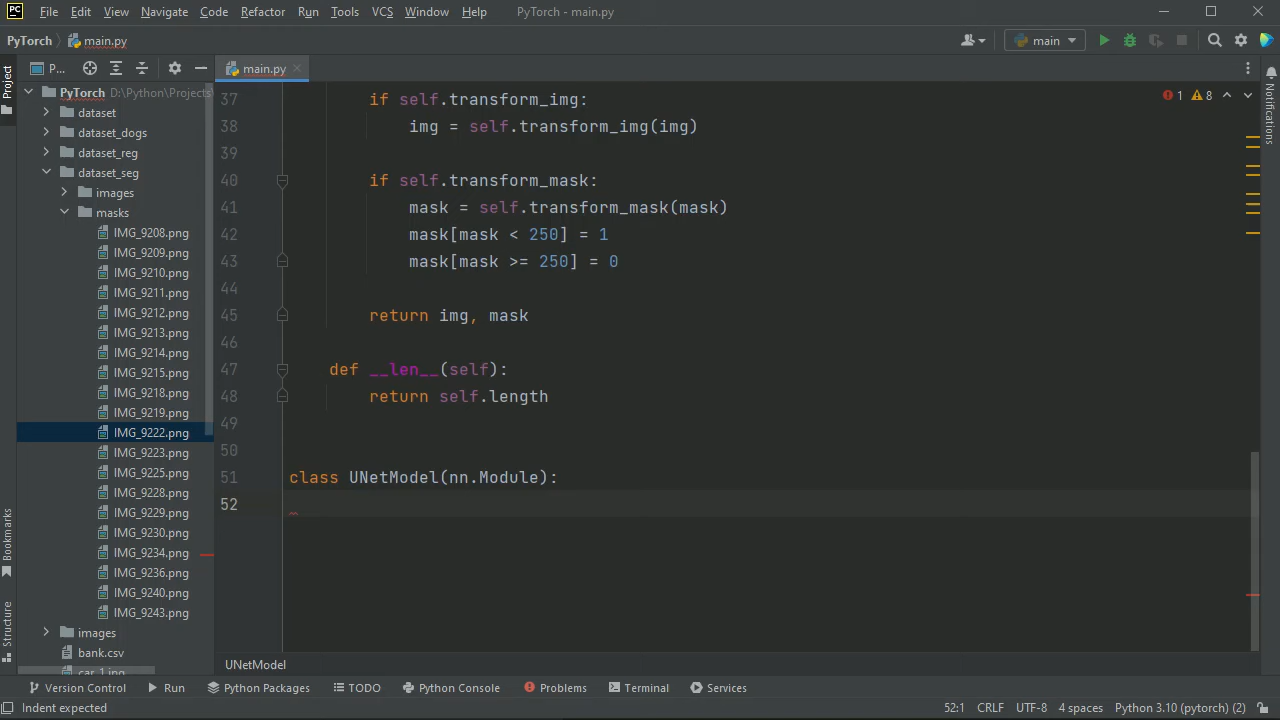 PC File Edit View Navigate Code Refactor Run Tools VCS Window Help PyTorch - main.py
PyTorch main.py main
Project P... main.py
PyTorch D:\Python\Projects\
dataset
dataset_dogs
dataset_reg
dataset_seg
images
masks
IMG_9208.png
IMG_9209.png
IMG_9210.png
IMG_9211.png
IMG_9212.png
IMG_9213.png
IMG_9214.png
IMG_9215.png
IMG_9218.png
IMG_9219.png
IMG_9222.png
IMG_9223.png
IMG_9225.png
IMG_9228.png
IMG_9229.png
IMG_9230.png
IMG_9234.png
IMG_9236.png
IMG_9240.png
IMG_9243.png
images
bank.csv
car_1.jpg
37 if self.transform_img:
38 img = self.transform_img(img)
39
40 if self.transform_mask:
41 mask = self.transform_mask(mask)
42 mask[mask < 250] = 1
43 mask[mask >= 250] = 0
44
45 return img, mask
46
47 def __len__(self):
48 return self.length
49
50
51 class UNetModel(nn.Module):
52
1 8
Notifications
Bookmarks
Structure
UNetModel
Version Control Run Python Packages TODO Python Console Problems Terminal Services
Indent expected 52:1 CRLF UTF-8 4 spaces Python 3.10 (pytorch) (2)